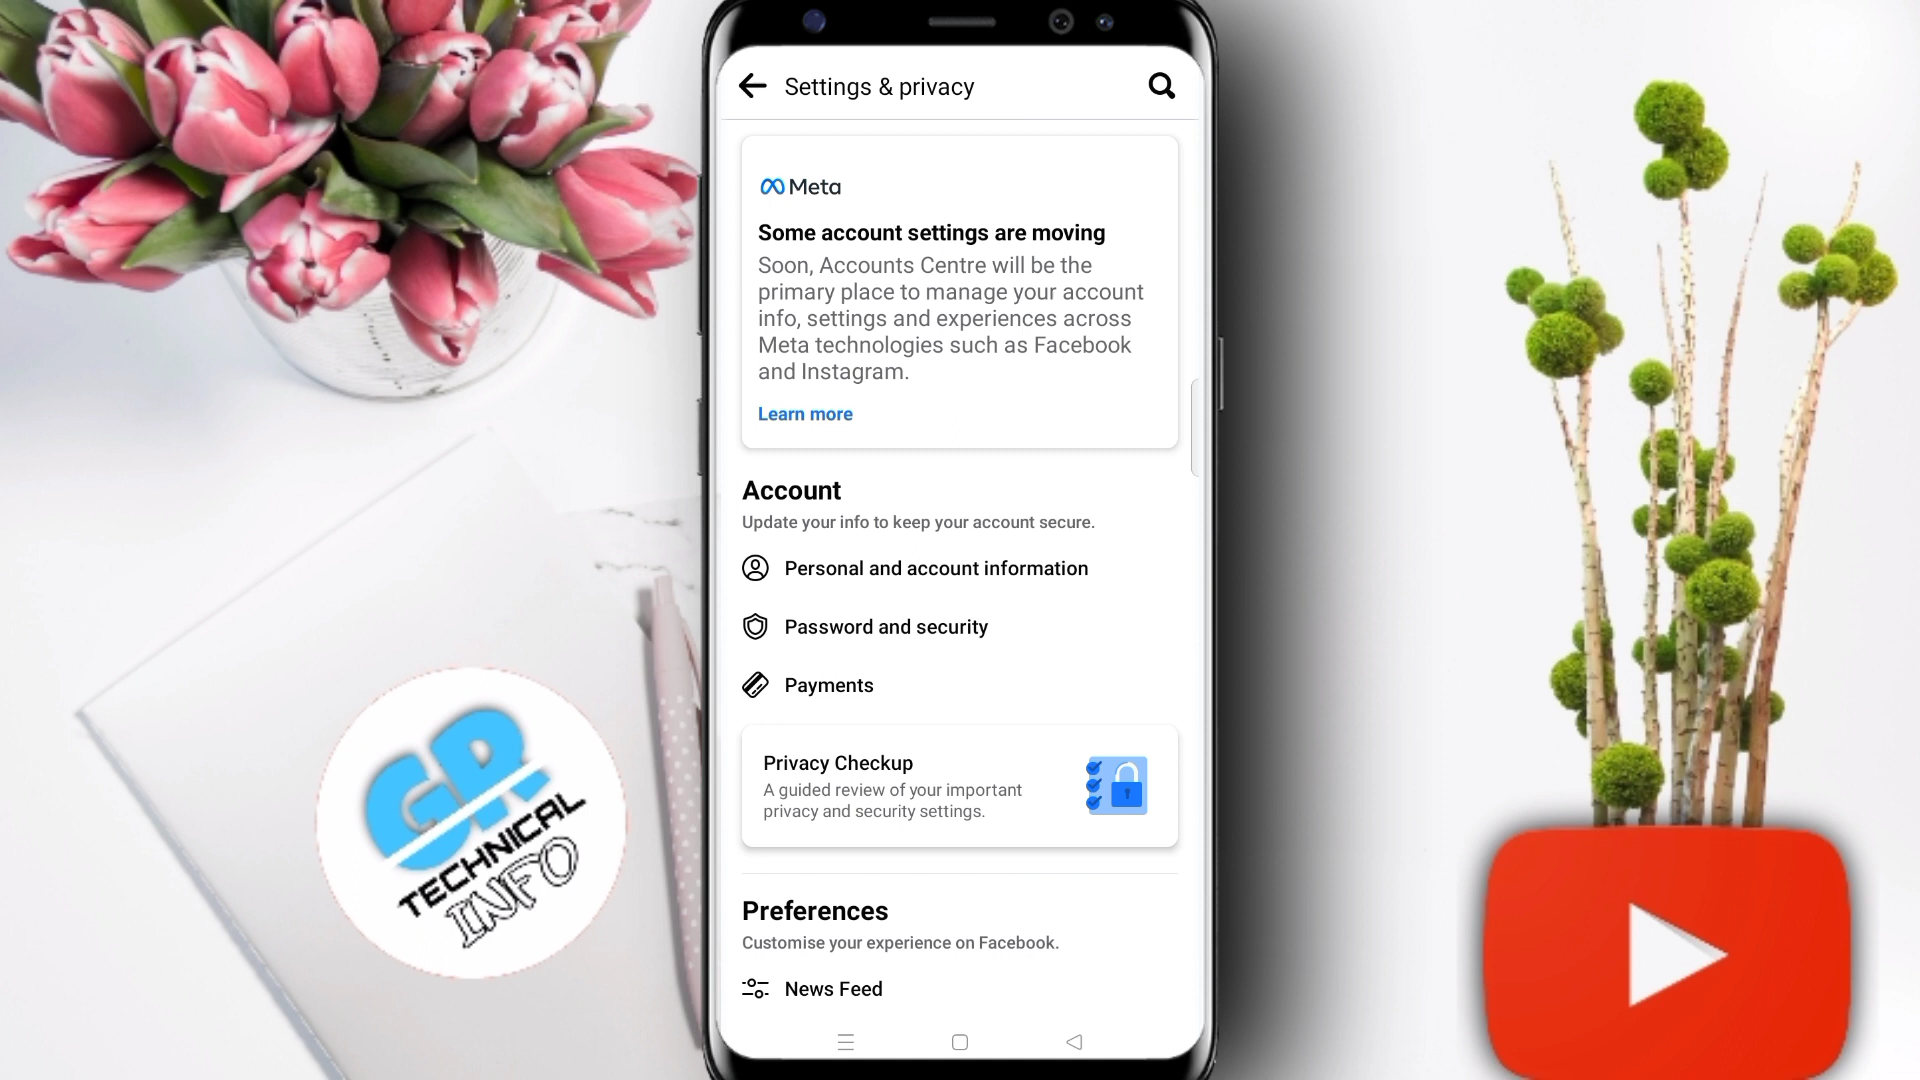 Settings & privacy
Meta
Some account settings are moving
Soon, Accounts Centre will be the
primary place to manage your account
info, settings and experiences across
Meta technologies such as Facebook
and Instagram.
Learn more
Account
Update your info to keep your account secure.
Personal and account information
Password and security
Payments
Privacy Checkup
A guided review of your important
privacy and security settings.
Preferences
Customise your experience on Facebook.
News Feed
GR
TECHNICAL
INFO